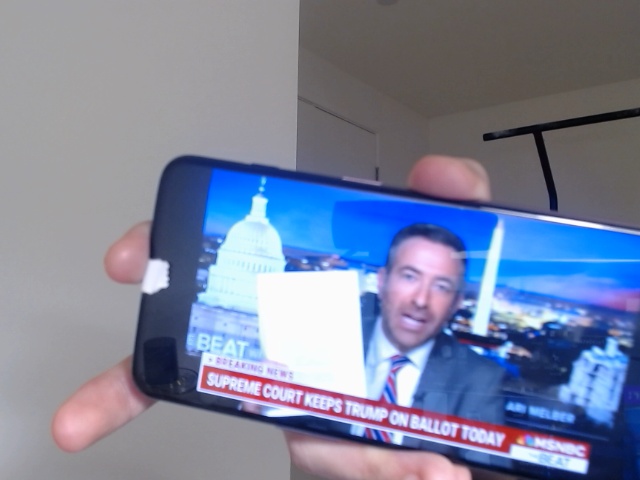 BEAT
BREAKING NEWS
SUPREME COURT KEEPS TRUMP ON BALLOT TODAY
ARI MELBER
MSNBC
THE BEAT